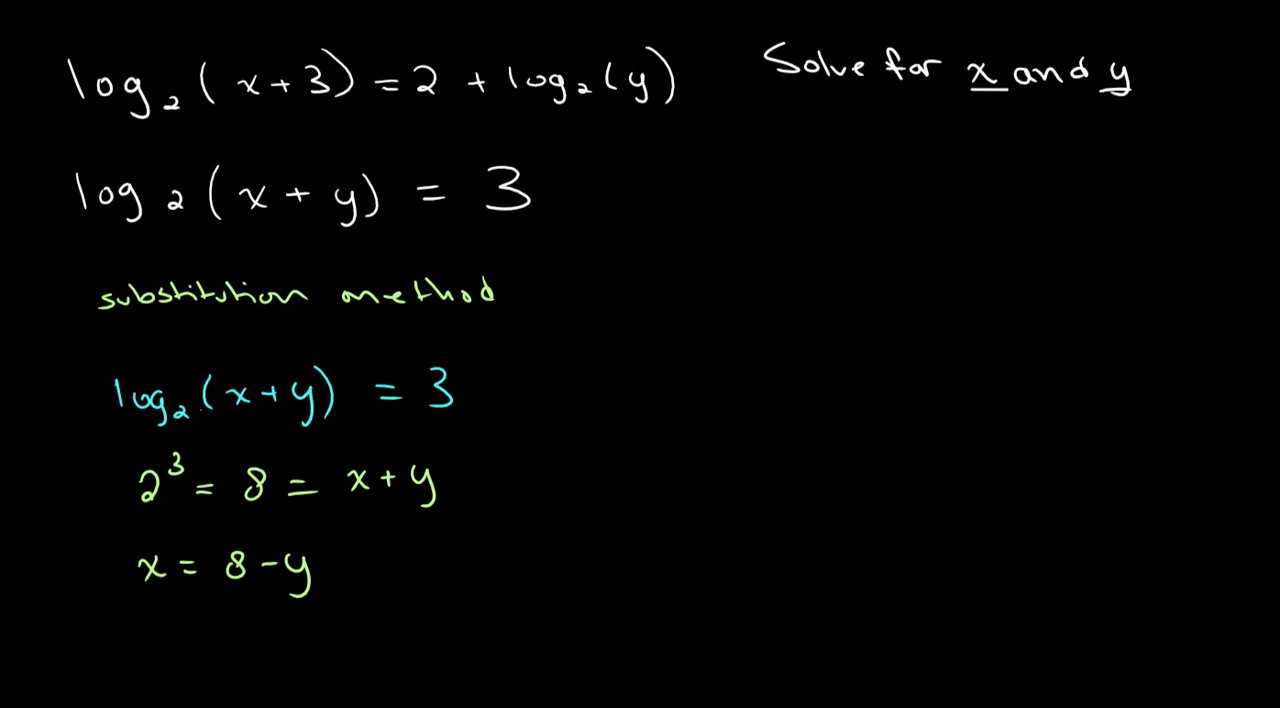 log₂(x+3) = 2 + log₂(y) Solve for x and y
log₂(x + y) = 3
substitution method
log₂(x+y) = 3
2³ = 8 = x+y
x = 8-y